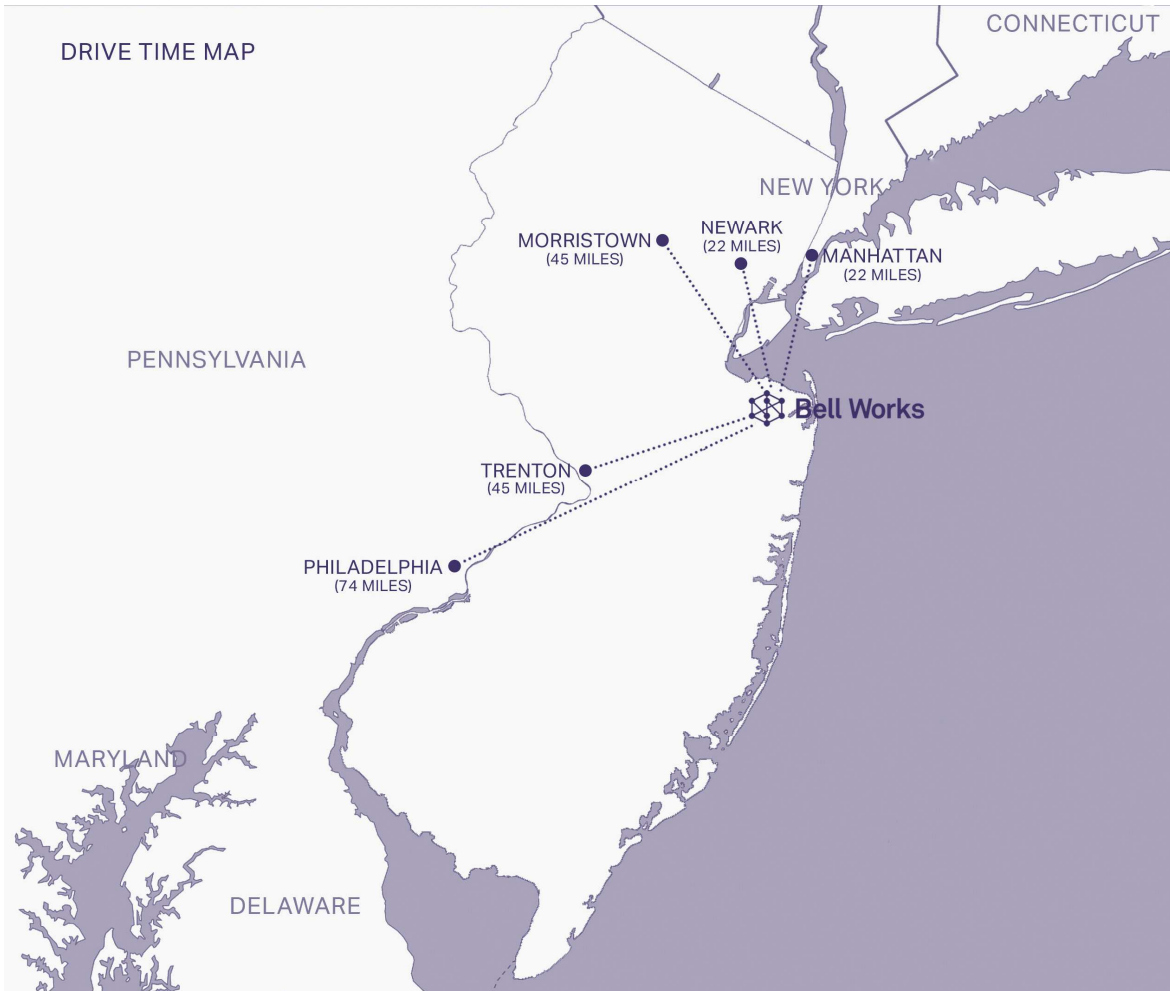 CONNECTICUT
DRIVE TIME MAP
NEW YORK
NEWARK
(22 MILES)
MORRISTOWN
(45 MILES)
MANHATTAN
(22 MILES)
PENNSYLVANIA
Bell Works
TRENTON
(45 MILES)
PHILADELPHIA
(74 MILES)
MARYLAND
DELAWARE